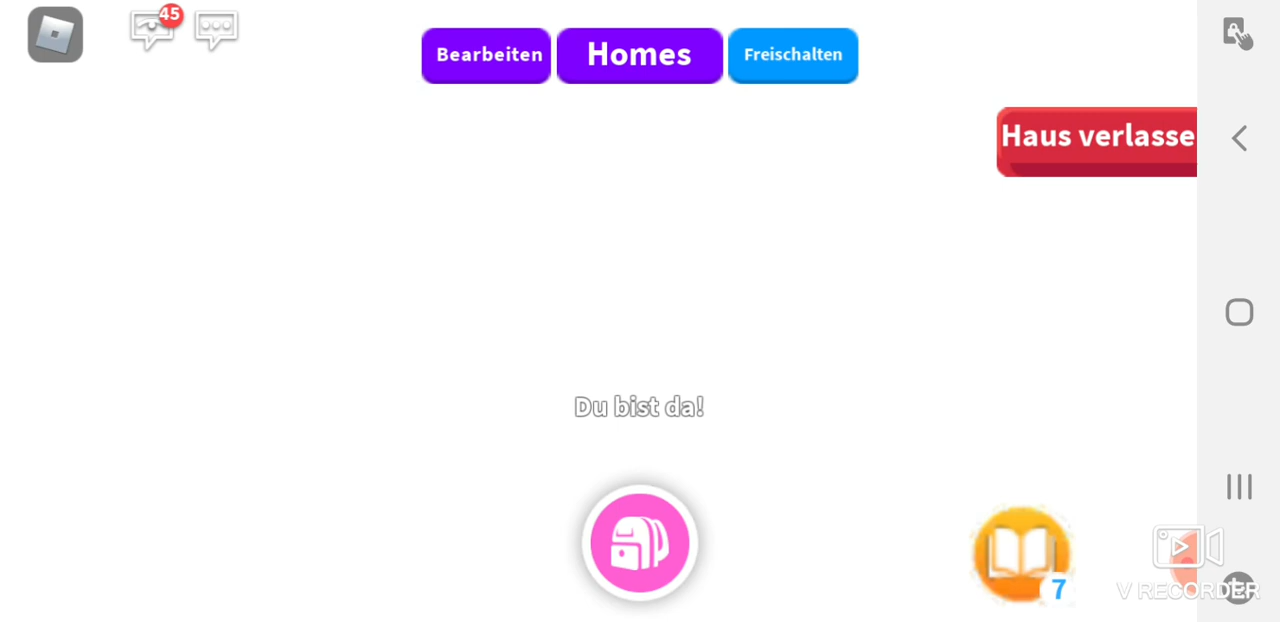 45
Bearbeiten
Homes
Freischalten
Haus verlasse
Du bist da!
7
V RECORDER